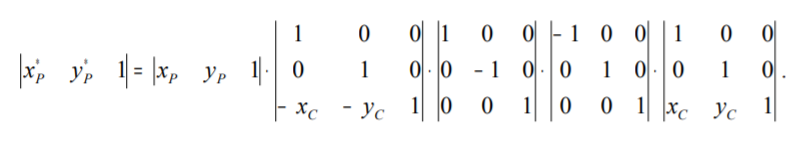 1 0 0 1 0 0 - 1 0 0 1 0 0
|x*P y*P 1| = |xP yP 1| · 0 1 0 · 0 - 1 0 · 0 1 0 · 0 1 0 .
- xC - yC 1 0 0 1 0 0 1 xC yC 1